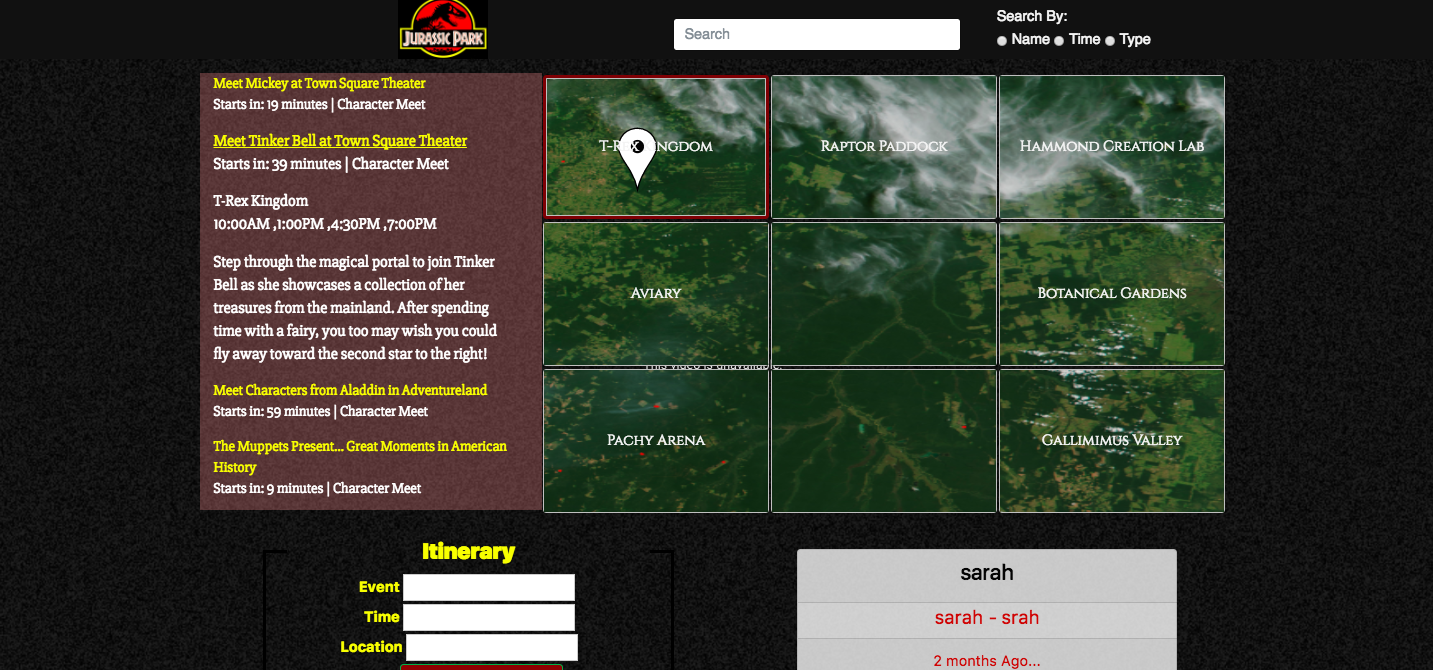 JURASSIC PARK
Search
Search By:
Name Time Type
Meet Mickey at Town Square Theater
Starts in: 19 minutes | Character Meet
Meet Tinker Bell at Town Square Theater
Starts in: 39 minutes | Character Meet
T-Rex Kingdom
10:00AM ,1:00PM ,4:30PM ,7:00PM
Step through the magical portal to join Tinker
Bell as she showcases a collection of her
treasures from the mainland. After spending
time with a fairy, you too may wish you could
fly away toward the second star to the right!
Meet Characters from Aladdin in Adventureland
Starts in: 59 minutes | Character Meet
The Muppets Present... Great Moments in American
History
Starts in: 9 minutes | Character Meet
T-Rex Kingdom
Raptor Paddock
Hammond Creation Lab
Aviary
Botanical Gardens
This video is unavailable.
Pachy Arena
Gallimimus Valley
Itinerary
Event
Time
Location
sarah
sarah - srah
2 months Ago...